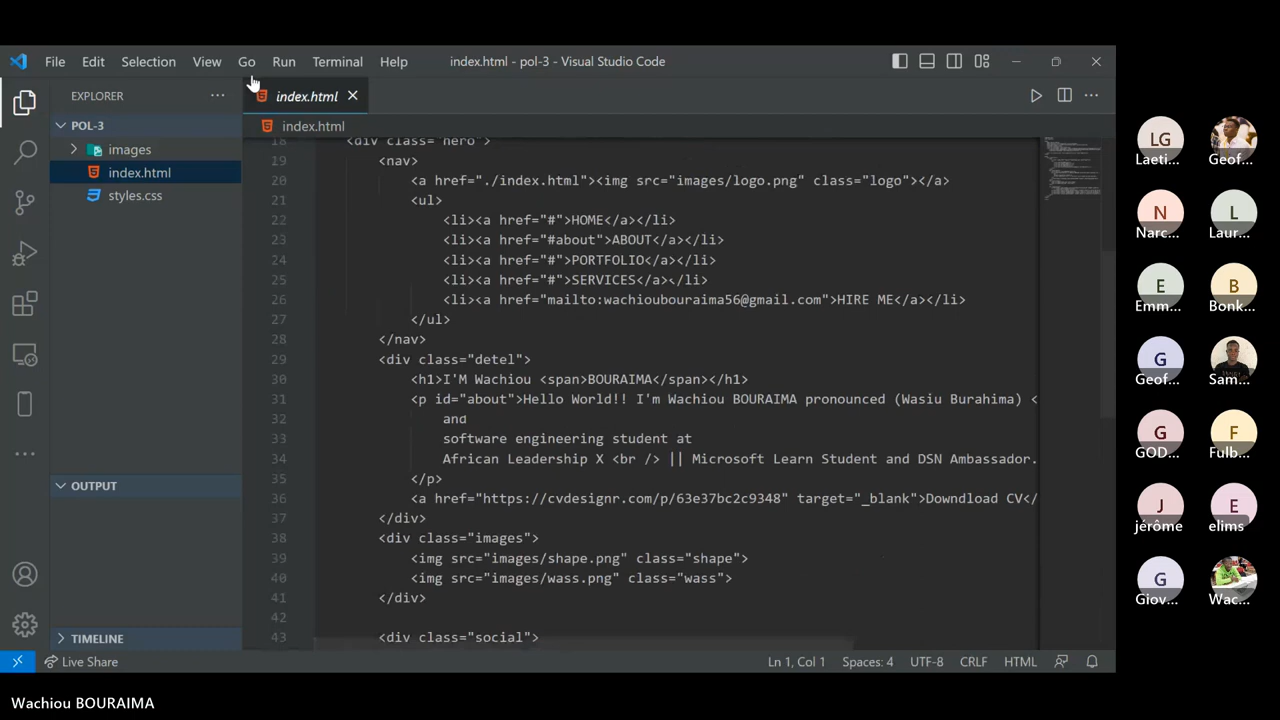 File Edit Selection View Go Run Terminal Help index.html - pol-3 - Visual Studio Code
EXPLORER
index.html
POL-3
index.html
images
index.html
styles.css
18 <div class="hero">
19 <nav>
20 <a href="./index.html"><img src="images/logo.png" class="logo"></a>
21 <ul>
22 <li><a href="#">HOME</a></li>
23 <li><a href="#about">ABOUT</a></li>
24 <li><a href="#">PORTFOLIO</a></li>
25 <li><a href="#">SERVICES</a></li>
26 <li><a href="mailto:wachioubouraima56@gmail.com">HIRE ME</a></li>
27 </ul>
28 </nav>
29 <div class="detel">
30 <h1>I'M Wachiou <span>BOURAIMA</span></h1>
31 <p id="about">Hello World!! I'm Wachiou BOURAIMA pronounced (Wasiu Burahima) <
32 and
33 software engineering student at
34 African Leadership X <br /> || Microsoft Learn Student and DSN Ambassador.
35 </p>
36 <a href="https://cvdesignr.com/p/63e37bc2c9348" target="_blank">Downdload CV</
37 </div>
38 <div class="images">
39 <img src="images/shape.png" class="shape">
40 <img src="images/wass.png" class="wass">
41 </div>
42
43 <div class="social">
OUTPUT
TIMELINE
Live Share
Ln 1, Col 1 Spaces: 4 UTF-8 CRLF HTML
LG
Laeti... Geof...
N L
Narc... Laur...
E B
Emm... Bonk...
G
Geof... Sam...
G F
GOD... Fulb...
J E
jérôme elims
G
Giov... Wac...
Wachiou BOURAIMA